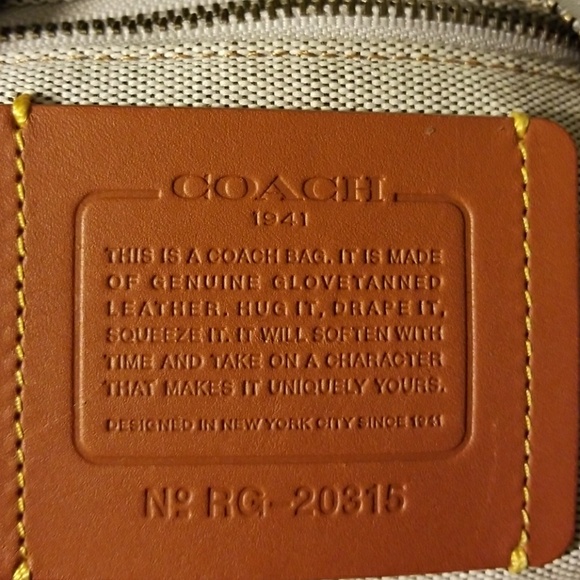 COACH
1941
THIS IS A COACH BAG. IT IS MADE
OF GENUINE GLOVETANNED
LEATHER. HUG IT, DRAPE IT,
SQUEEZE IT. IT WILL SOFTEN WITH
TIME AND TAKE ON A CHARACTER
THAT MAKES IT UNIQUELY YOURS.
DESIGNED IN NEW YORK CITY SINCE 1941
Nº RG-20315